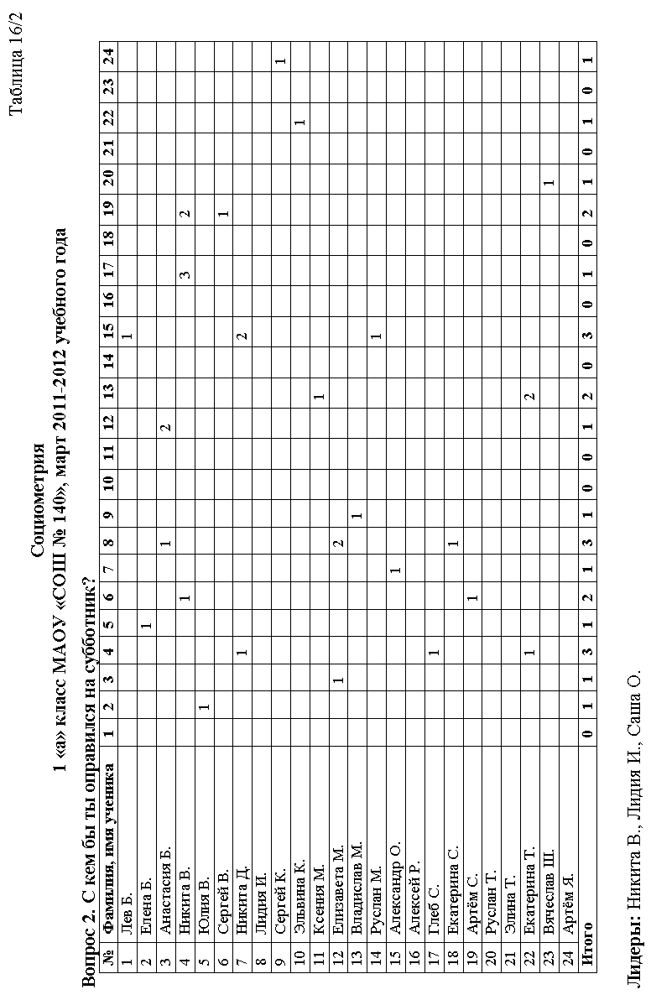 Таблица 16/2
Социометрия
1 «а» класс МАОУ «СОШ № 140», март 2011-2012 учебного года
Вопрос 2. С кем бы ты оправился на субботник?
№ Фамилия, имя ученика 1 2 3 4 5 6 7 8 9 10 11 12 13 14 15 16 17 18 19 20 21 22 23 24
1 Лев Б. 1
2 Елена Б. 1
3 Анастасия Б. 1 2
4 Никита В. 1 3 2
5 Юлия В. 1
6 Сергей В. 1
7 Никита Д. 1 2
8 Лидия И.
9 Сергей К. 1
10 Эльвина К. 1
11 Ксения М. 1
12 Елизавета М. 1 2
13 Владислав М. 1
14 Руслан М. 1
15 Александр О. 1
16 Алексей Р.
17 Глеб С. 1
18 Екатерина С. 1
19 Артём С. 1
20 Руслан Т.
21 Элина Т.
22 Екатерина Т. 1 2
23 Вячеслав Ш. 1
24 Артём Я.
Итого 0 1 1 3 1 2 1 3 1 0 0 1 2 0 3 0 1 0 2 1 0 1 0 1
Лидеры: Никита В., Лидия И., Саша О.